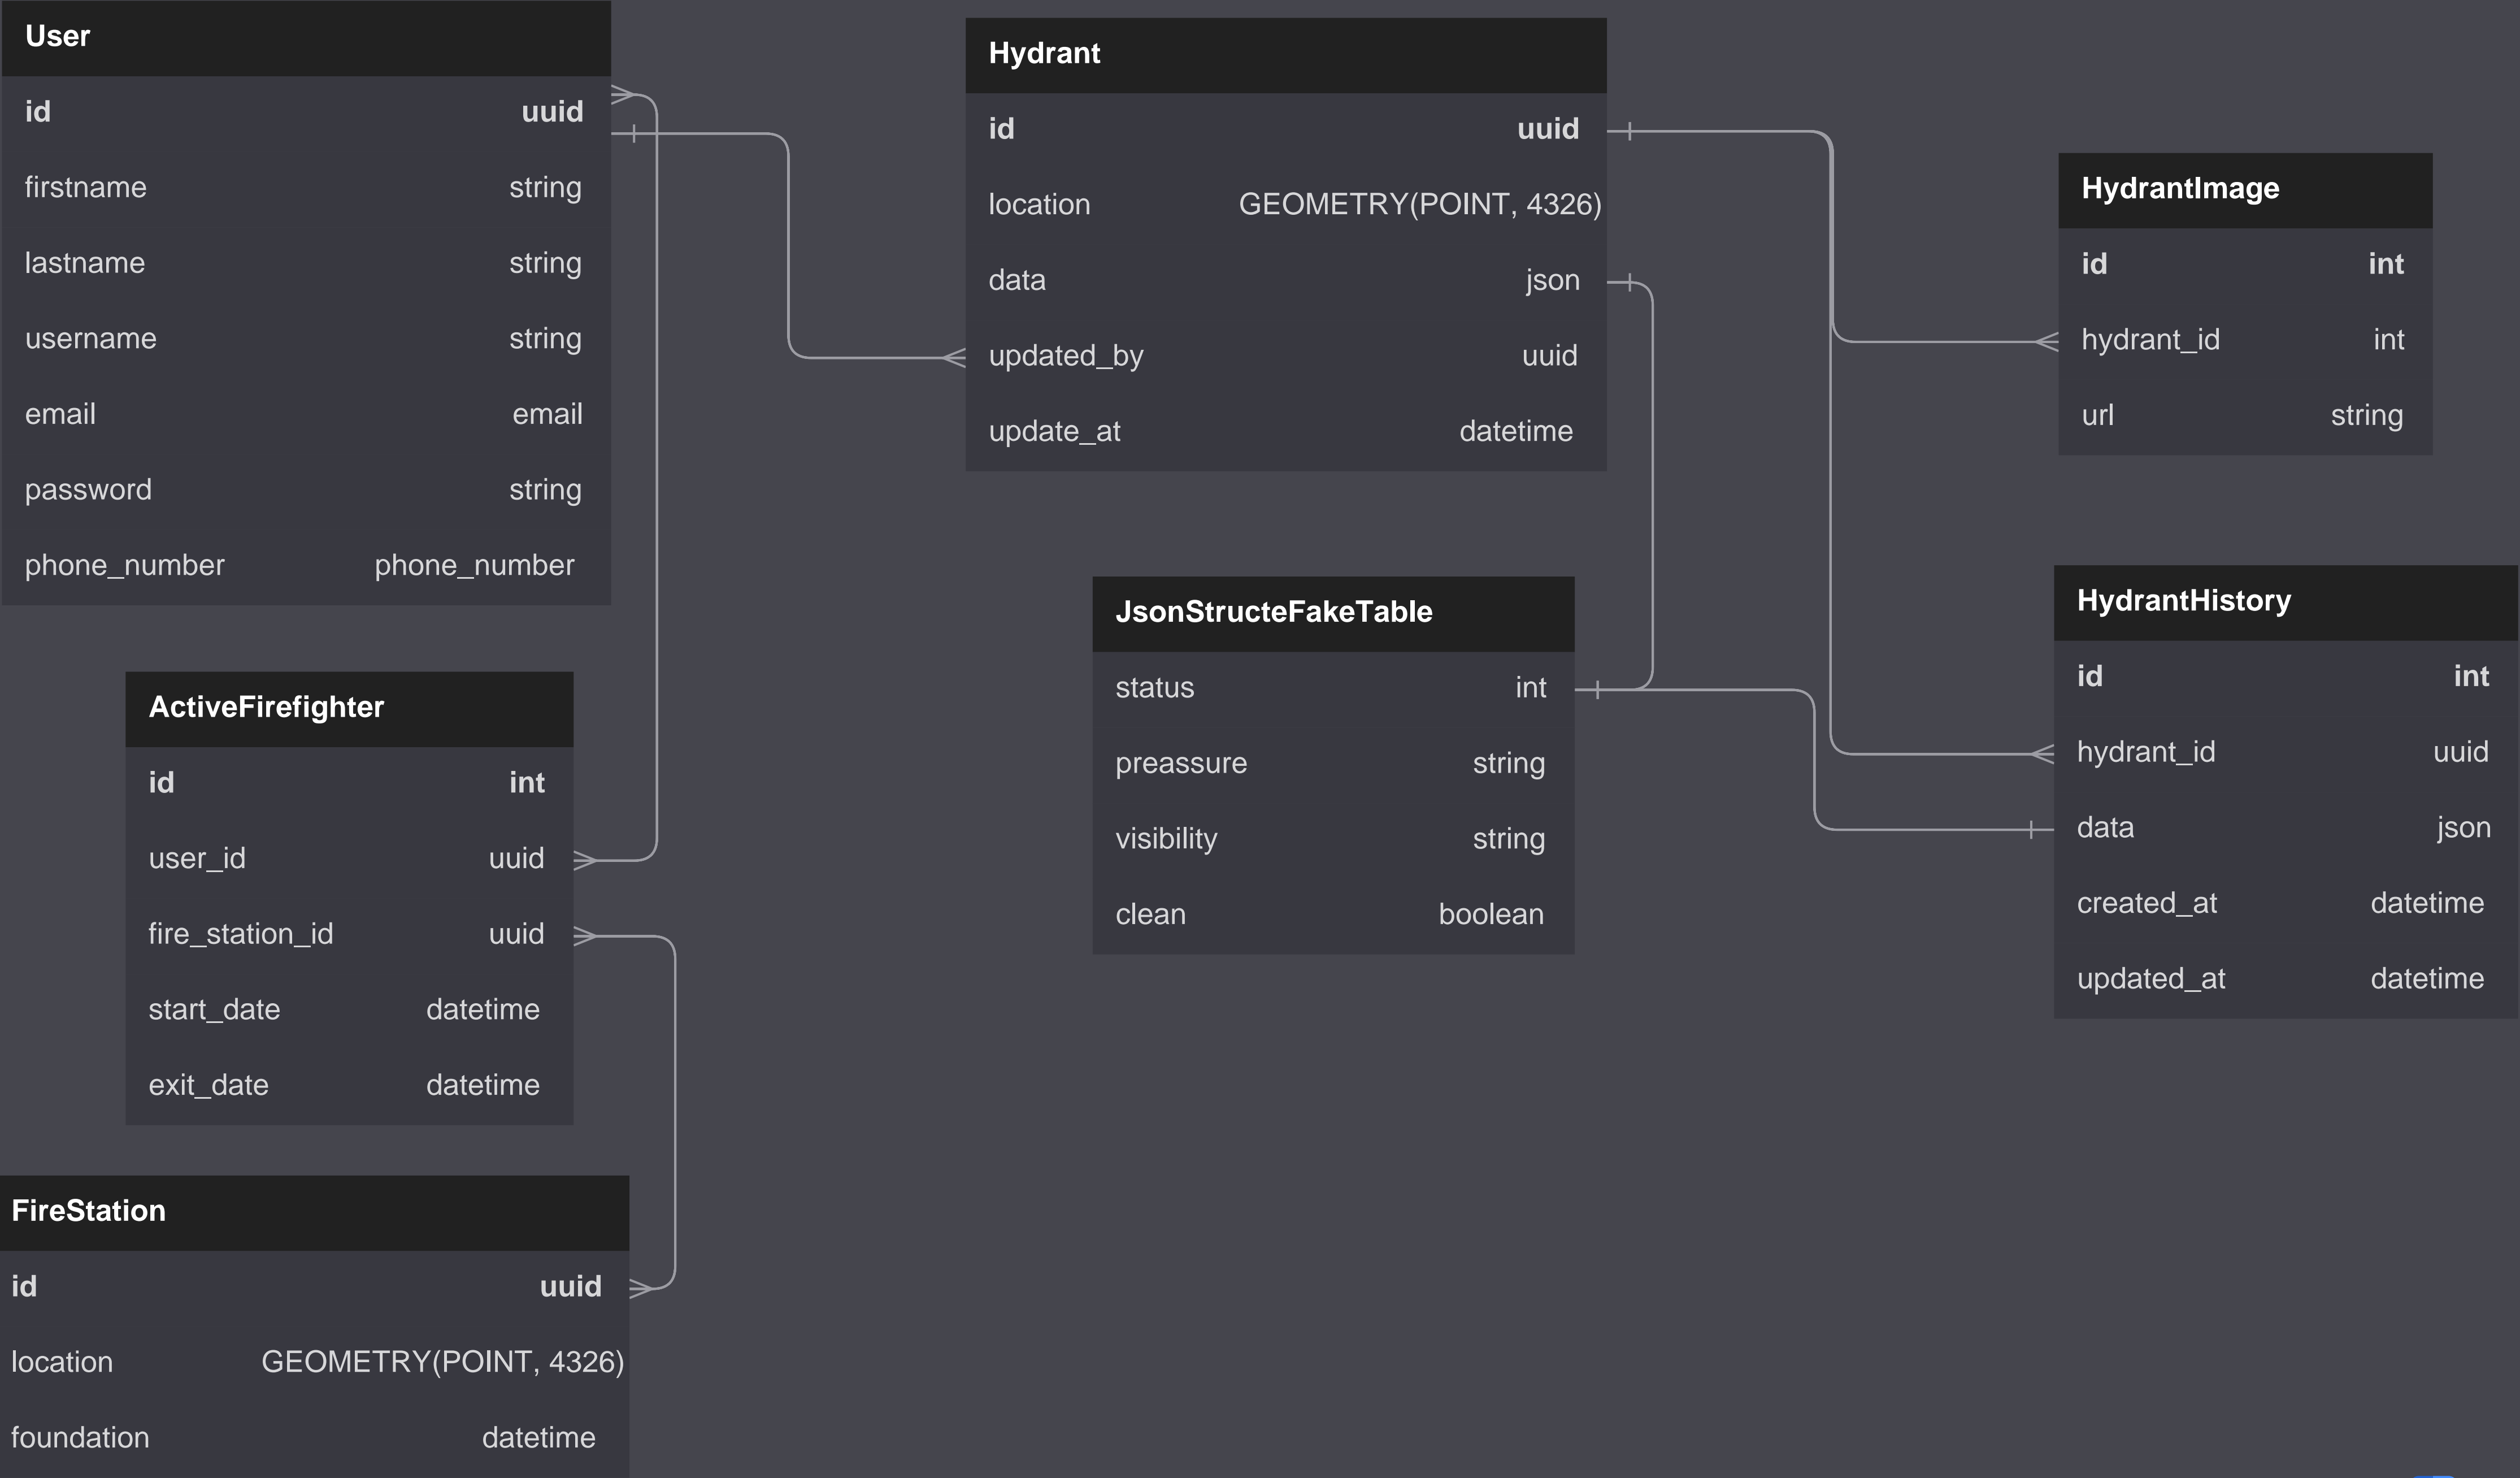 User
id uuid
firstname string
lastname string
username string
email email
password string
phone_number phone_number
Hydrant
id uuid
location GEOMETRY(POINT, 4326)
data json
updated_by uuid
update_at datetime
HydrantImage
id int
hydrant_id int
url string
JsonStructeFakeTable
status int
preassure string
visibility string
clean boolean
HydrantHistory
id int
hydrant_id uuid
data json
created_at datetime
updated_at datetime
ActiveFirefighter
id int
user_id uuid
fire_station_id uuid
start_date datetime
exit_date datetime
FireStation
id uuid
location GEOMETRY(POINT, 4326)
foundation datetime